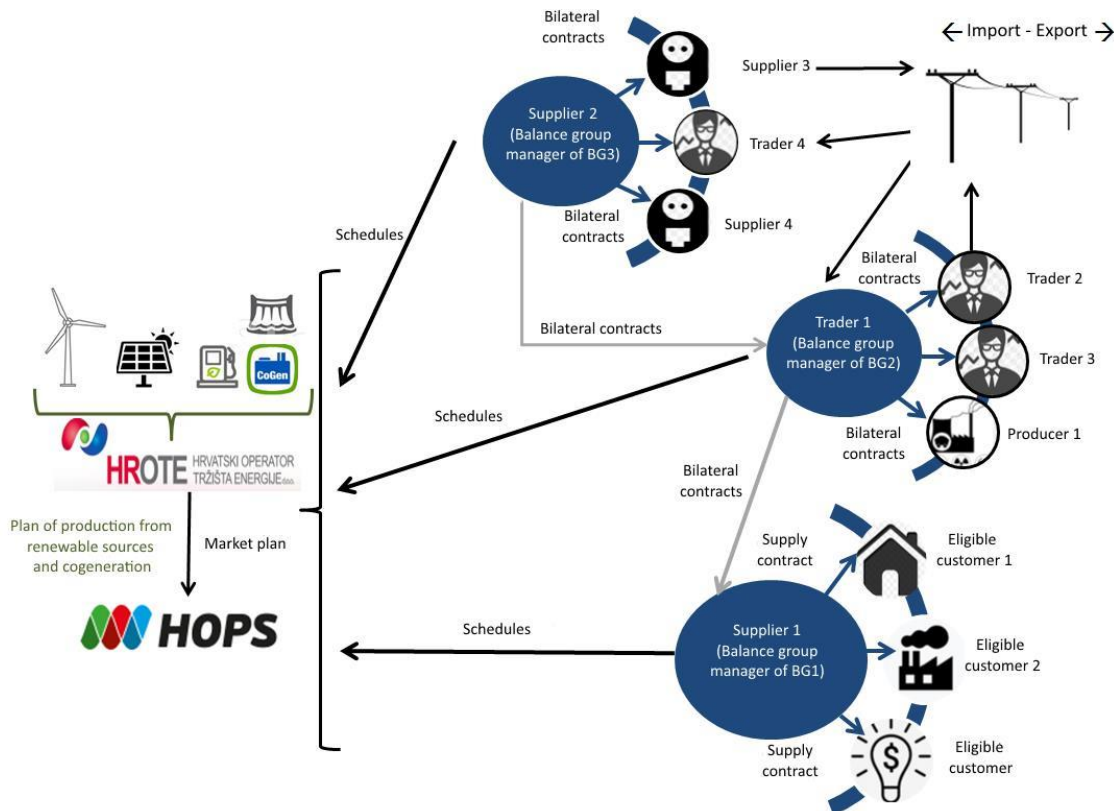 Bilateral
contracts
← Import - Export →
Supplier 3
Supplier 2
(Balance group
manager of BG3)
Trader 4
Bilateral
contracts
Supplier 4
Schedules
Bilateral
contracts
Trader 2
Bilateral contracts
Trader 1
(Balance group
manager of BG2)
Trader 3
CoGen
Schedules
Producer 1
Bilateral
contracts
HROTE HRVATSKI OPERATOR
TRŽIŠTA ENERGIJE d.o.o.
Bilateral
contracts
Plan of production from
renewable sources
and cogeneration
Market plan
Supply
contract
Eligible
customer 1
HOPS
Schedules
Supplier 1
(Balance group
manager of BG1)
Eligible
customer 2
$
Supply
contract
Eligible
customer